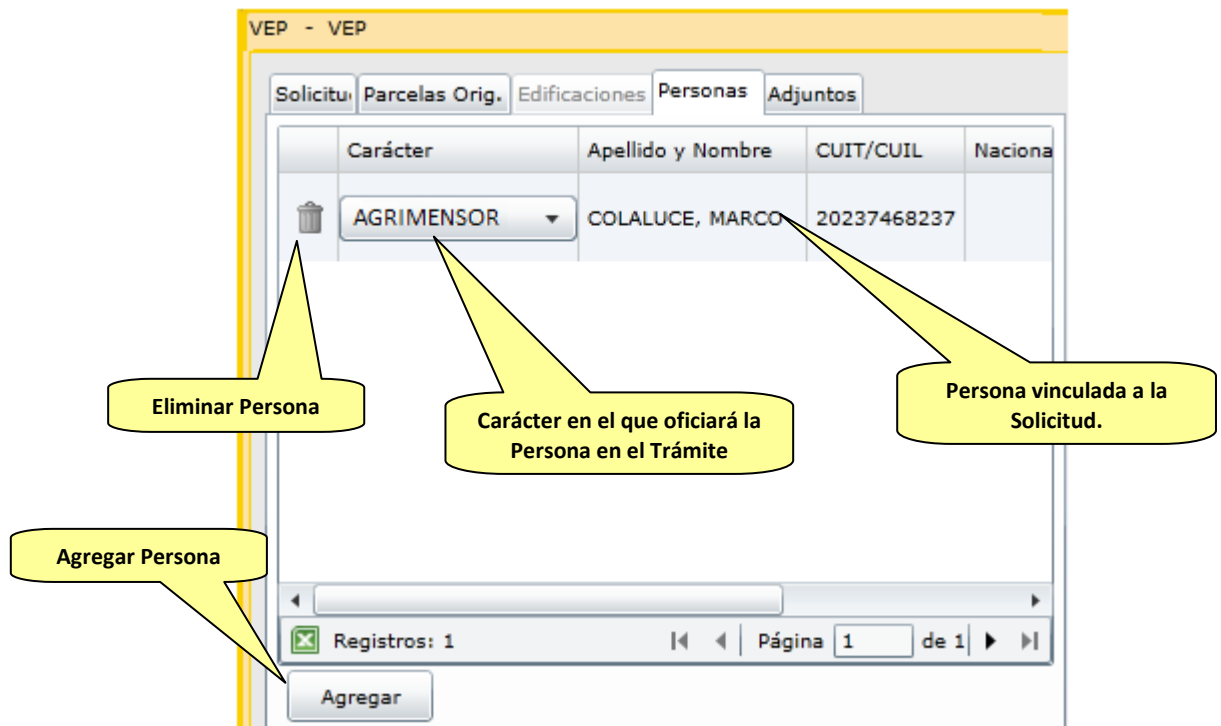 VEP - VEP
Solicitu Parcelas Orig. Edificaciones Personas Adjuntos
Carácter Apellido y Nombre CUIT/CUIL Naciona
AGRIMENSOR COLALUCE, MARCO 20237468237
Eliminar Persona
Carácter en el que oficiará la
Persona en el Trámite
Persona vinculada a la
Solicitud.
Agregar Persona
Registros: 1 Página 1 de 1
Agregar